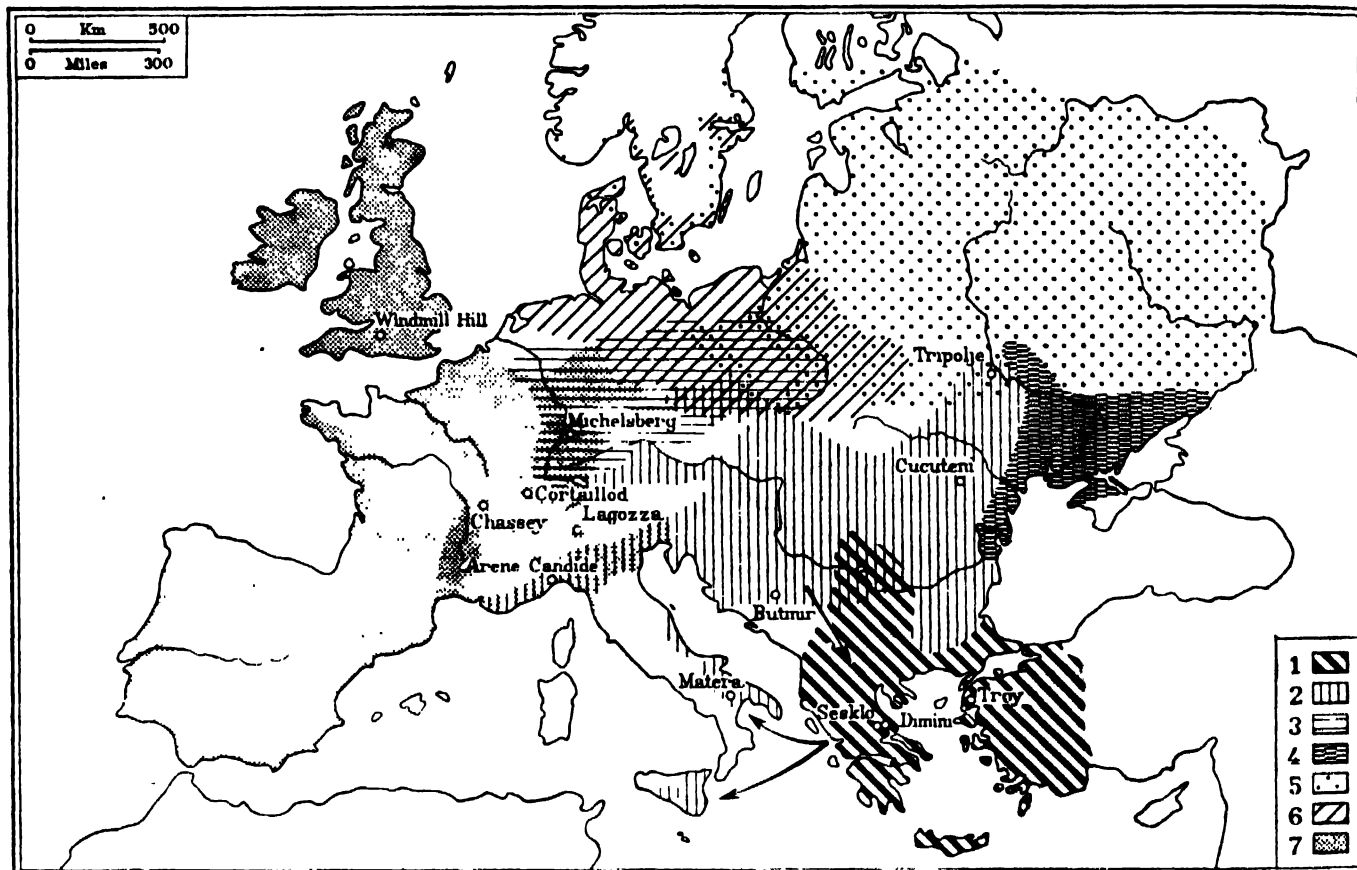 0 Km 500
0 Miles 300
Windmill Hill
Tripolje
Michelsberg
Cucuteni
Cortaillod
Chassey
Lagozza
Arene Candide
Butmir
Matera
Troy
Sesklo
Dimini
1
2
3
4
5
6
7